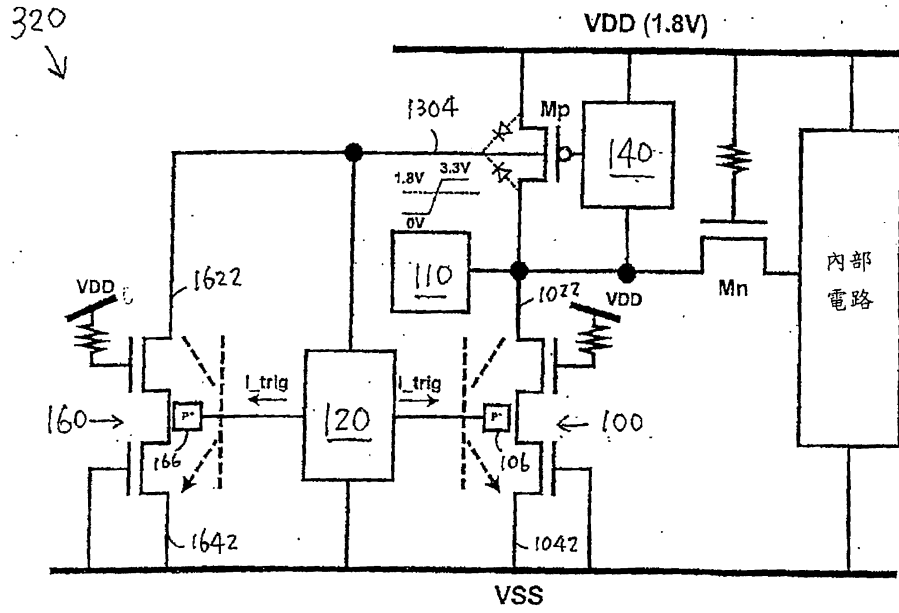 320
VDD (1.8V)
1304
Mp
140
1.8V
3.3V
0V
110
1622
1022
VDD
Mn
內部
電路
VDD
I_trig
I_trig
160
P+
166
120
106
100
1642
1042
VSS